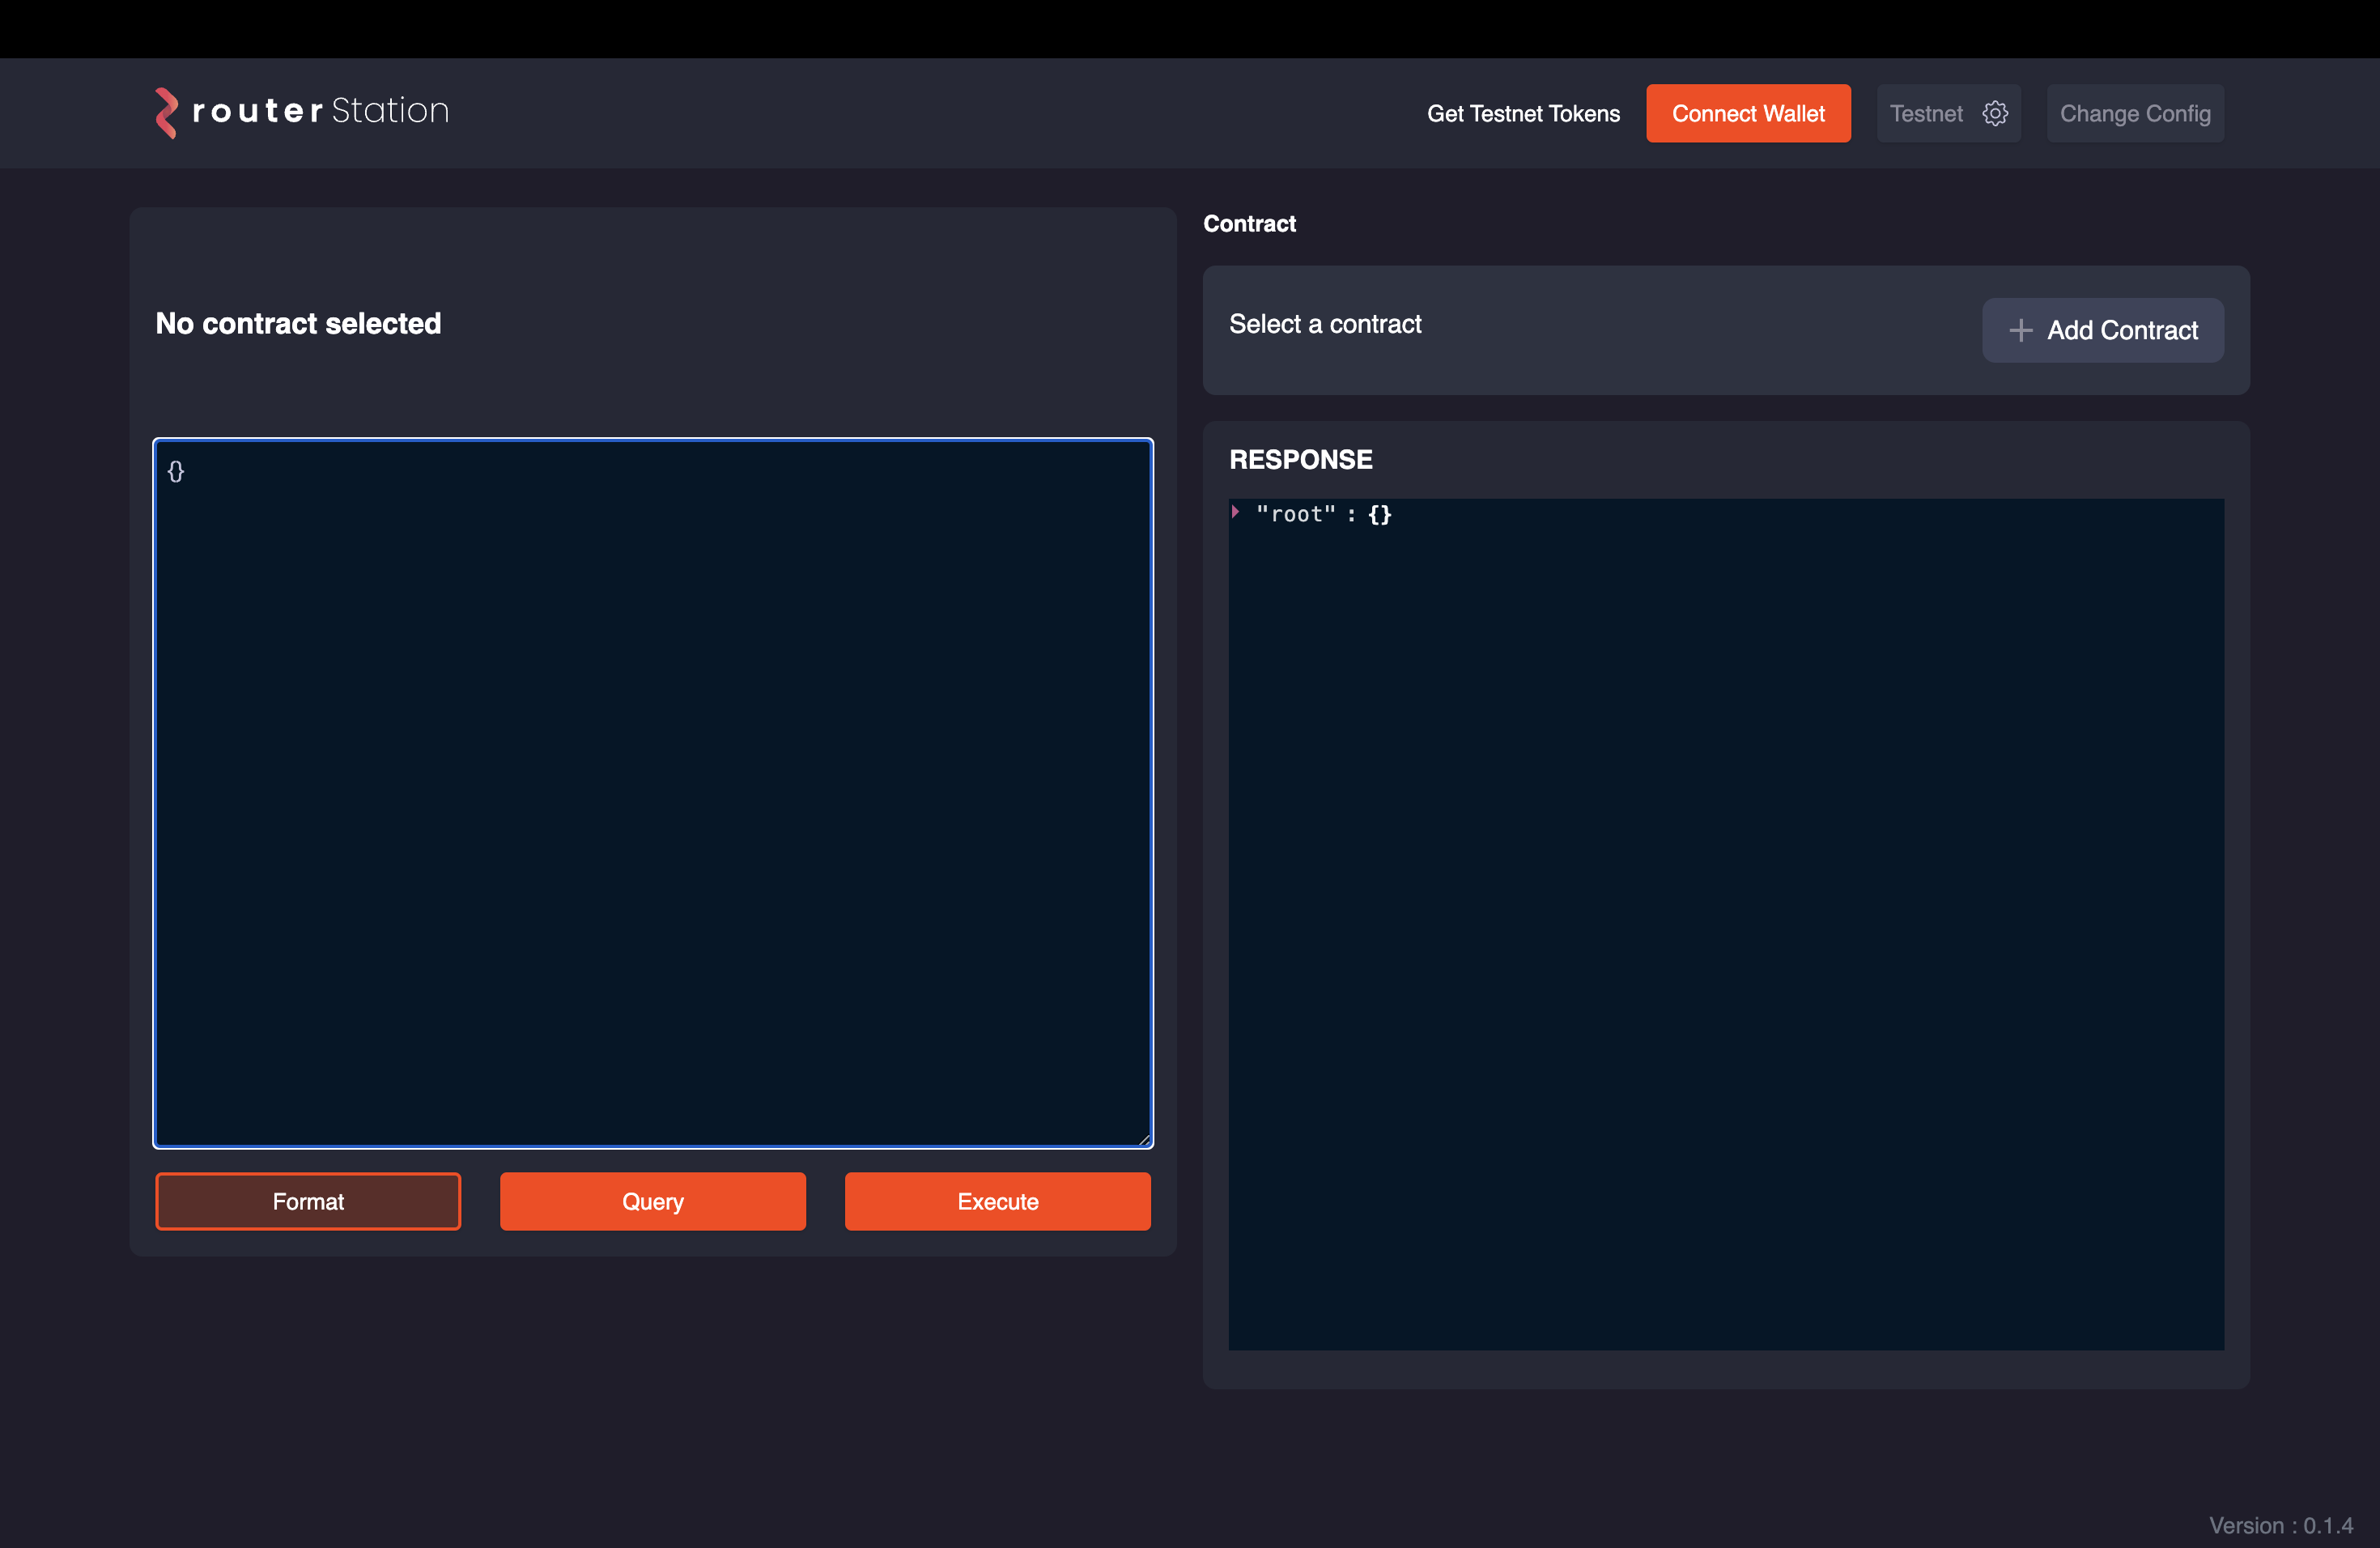 router Station
Get Testnet Tokens
Connect Wallet
Testnet
Change Config
No contract selected
{}
Format
Query
Execute
Contract
Select a contract
+ Add Contract
RESPONSE
"root" : {}
Version : 0.1.4